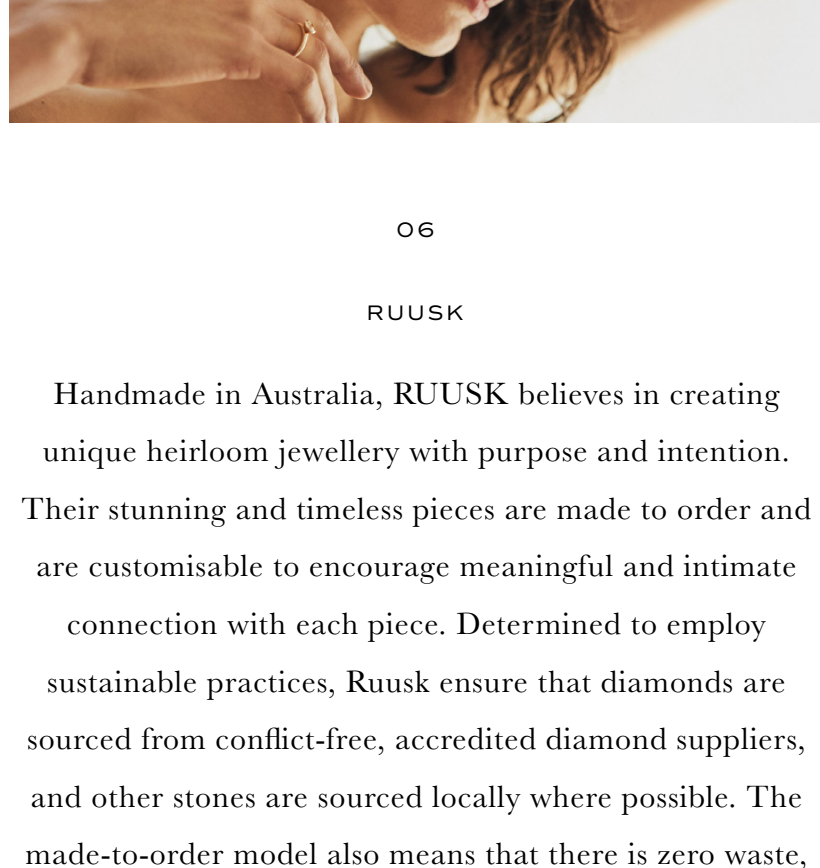 06
RUUSK
Handmade in Australia, RUUSK believes in creating
unique heirloom jewellery with purpose and intention.
Their stunning and timeless pieces are made to order and
are customisable to encourage meaningful and intimate
connection with each piece. Determined to employ
sustainable practices, Ruusk ensure that diamonds are
sourced from conflict-free, accredited diamond suppliers,
and other stones are sourced locally where possible. The
made-to-order model also means that there is zero waste,